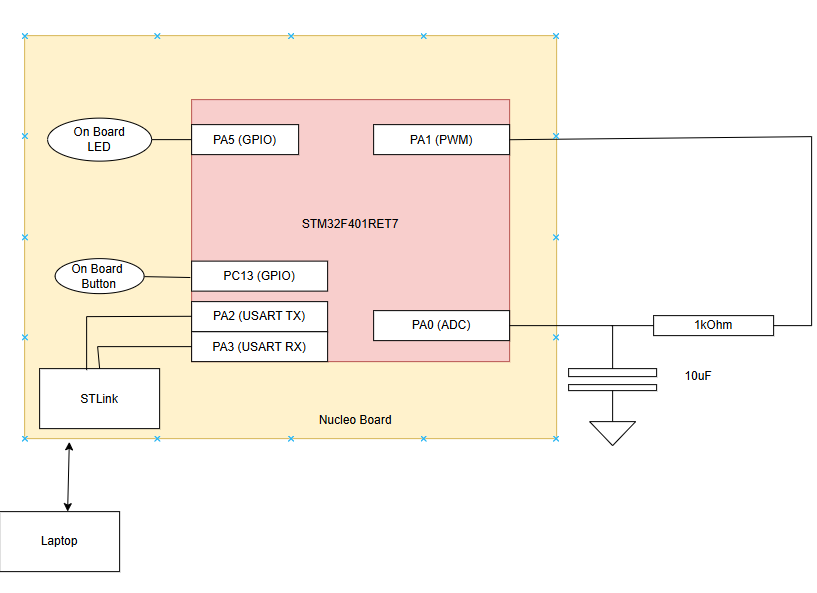 On Board
LED
PA5 (GPIO)
PA1 (PWM)
STM32F401RET7
On Board
Button
PC13 (GPIO)
PA2 (USART TX)
PA3 (USART RX)
PA0 (ADC)
1kOhm
10uF
STLink
Nucleo Board
Laptop